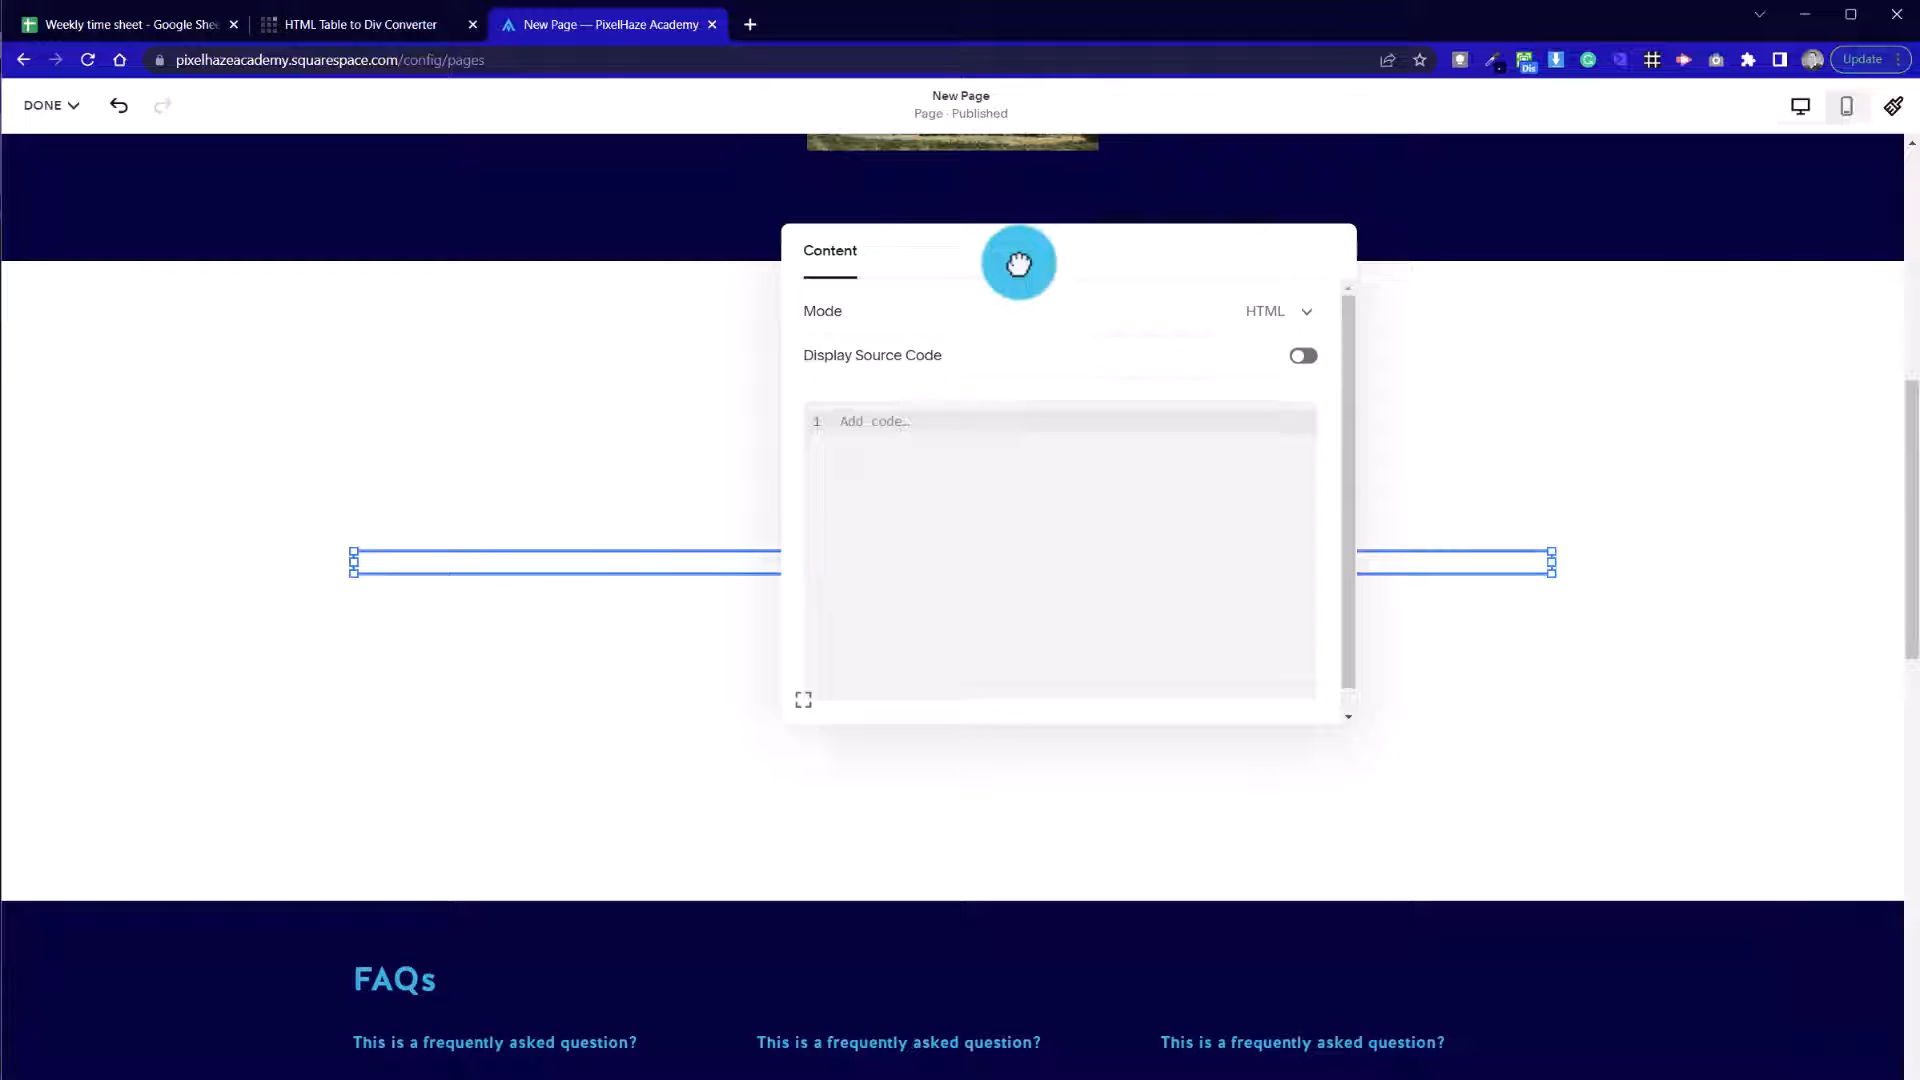 Weekly time sheet - Google She
HTML Table to Div Converter
New Page — PixelHaze Academy
pixelhazeacademy.squarespace.com/config/pages
Dis
Update
DONE
New Page
Page · Published
Content
Mode
HTML
Display Source Code
1 Add code…
FAQs
This is a frequently asked question?
This is a frequently asked question?
This is a frequently asked question?